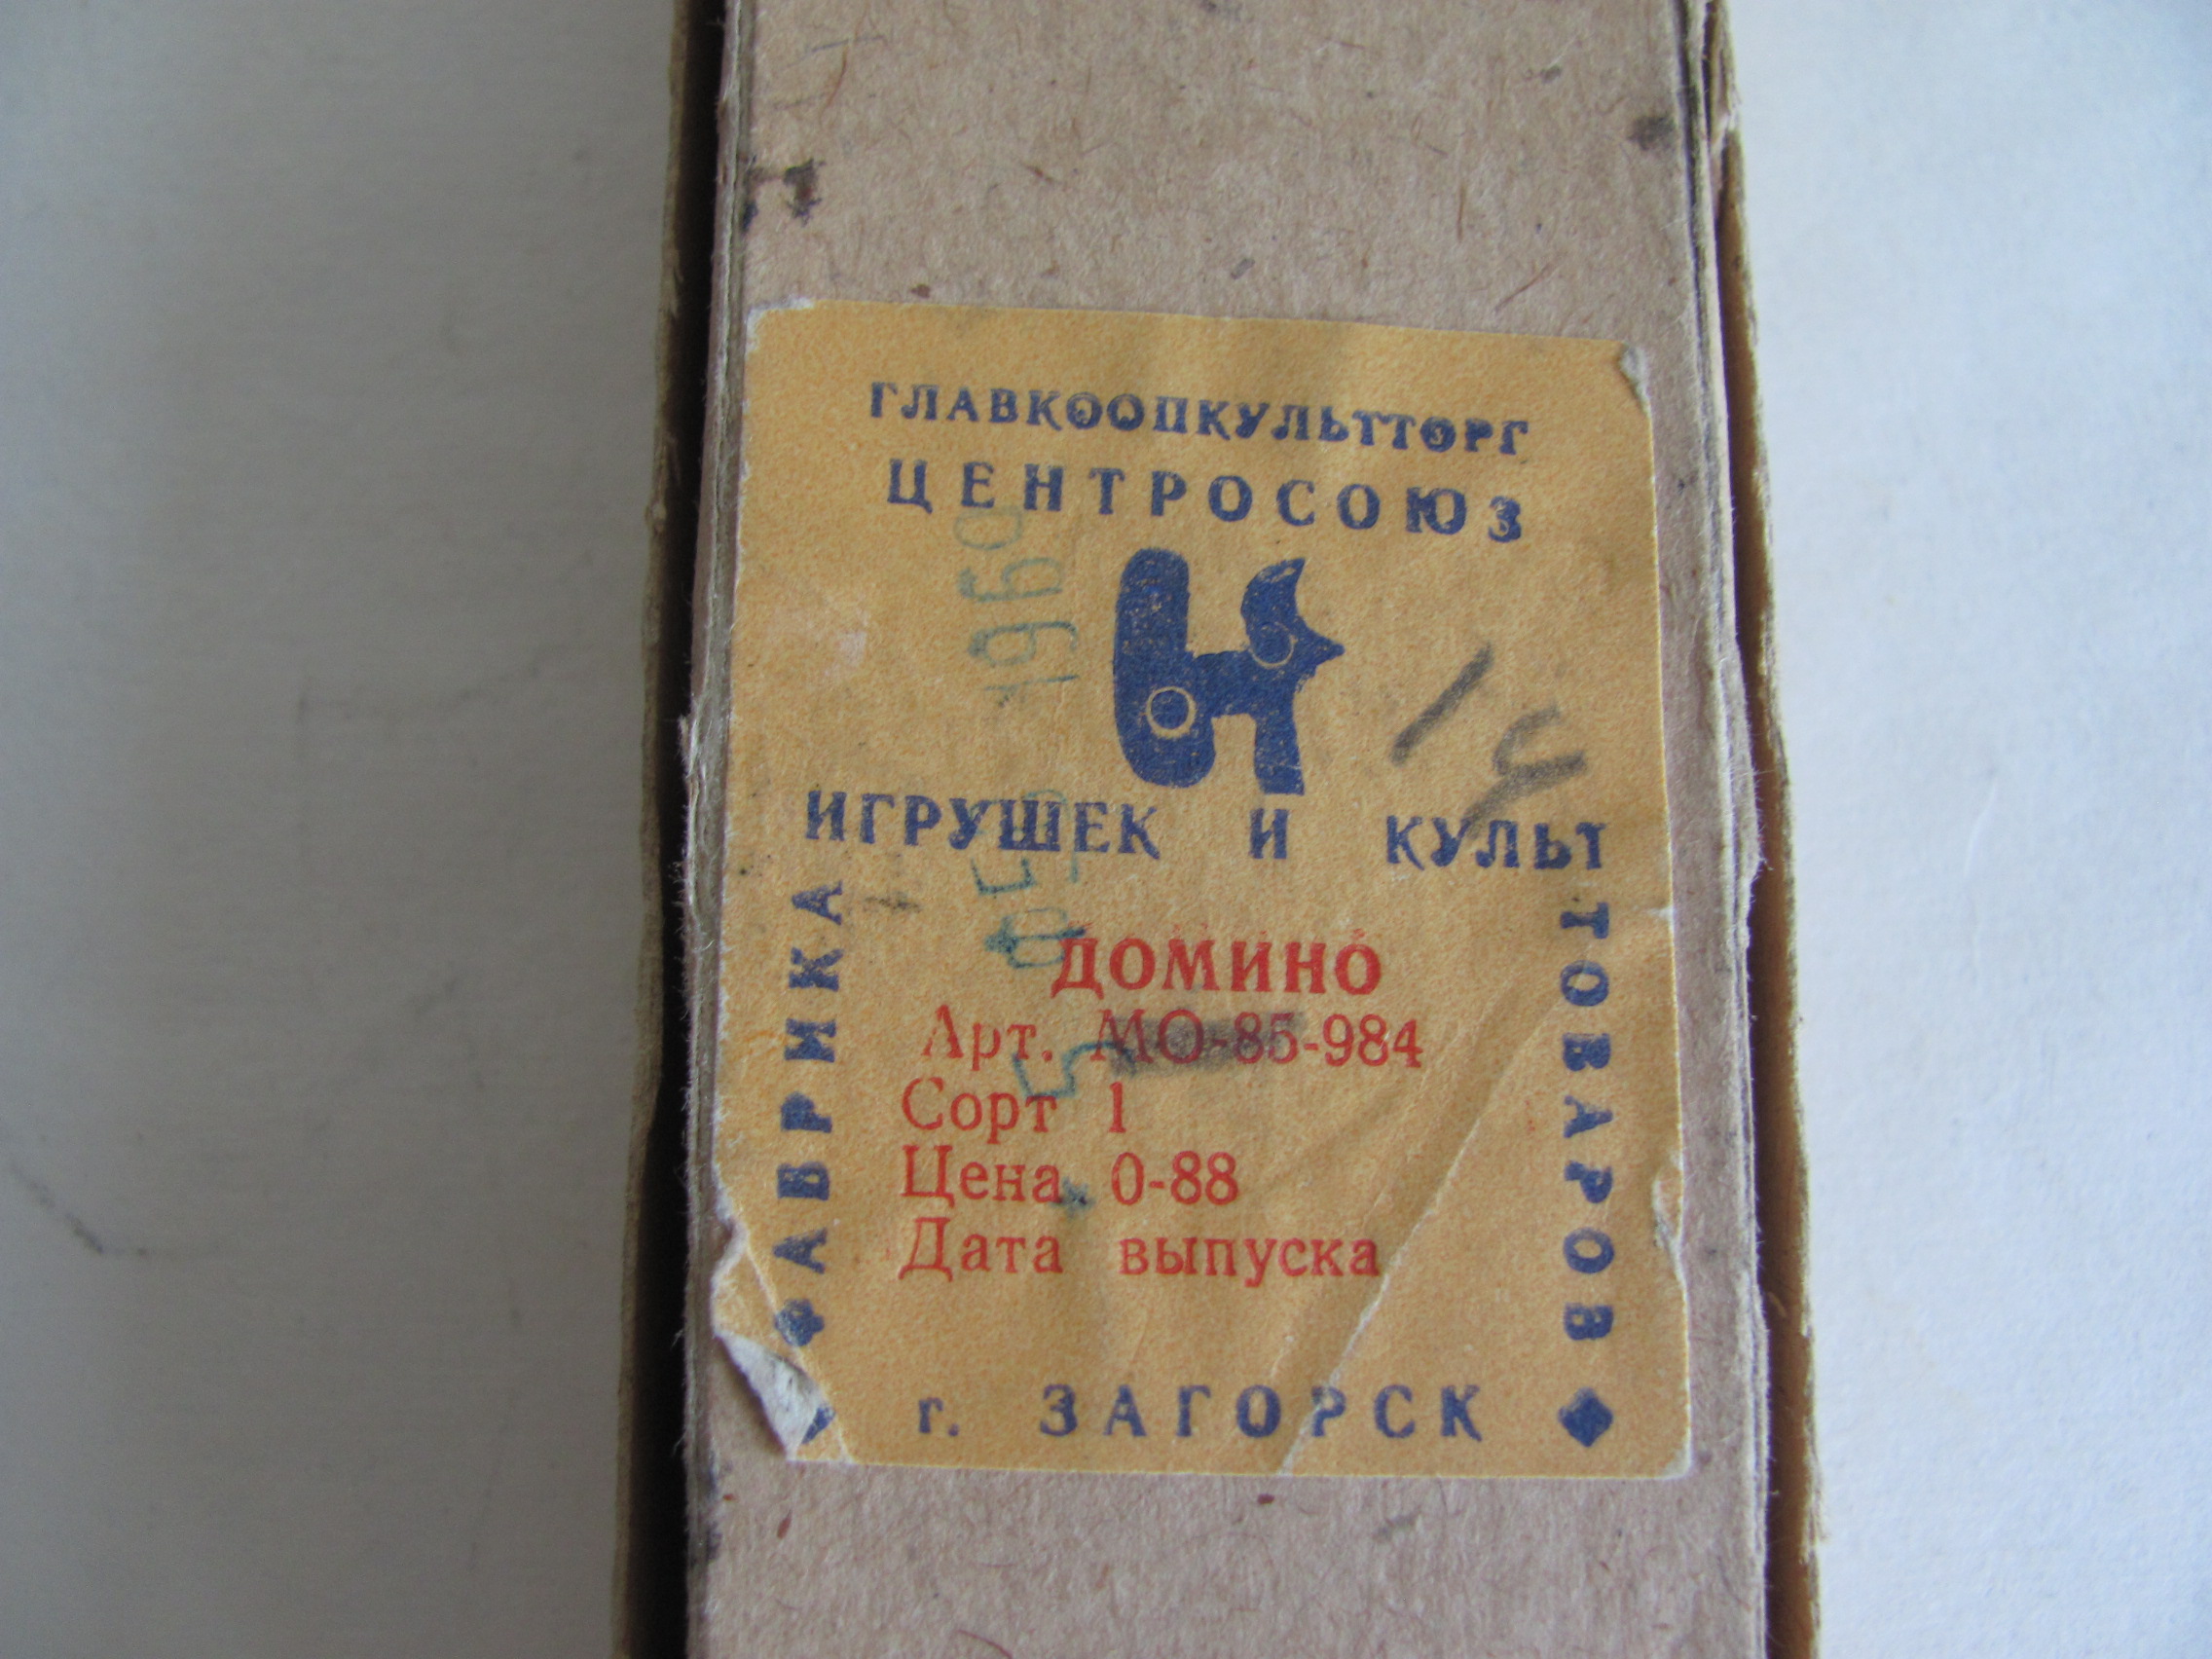 ГЛАВКООПКУЛЬТТОРГ
ЦЕНТРОСОЮЗ
ФАБРИКА
ИГРУШЕК И КУЛЬТ
ТОВАРОВ
1969
ДОМИНО
Арт. МО-85-984
Сорт 1
Цена 0-88
Дата выпуска
г. ЗАГОРСК